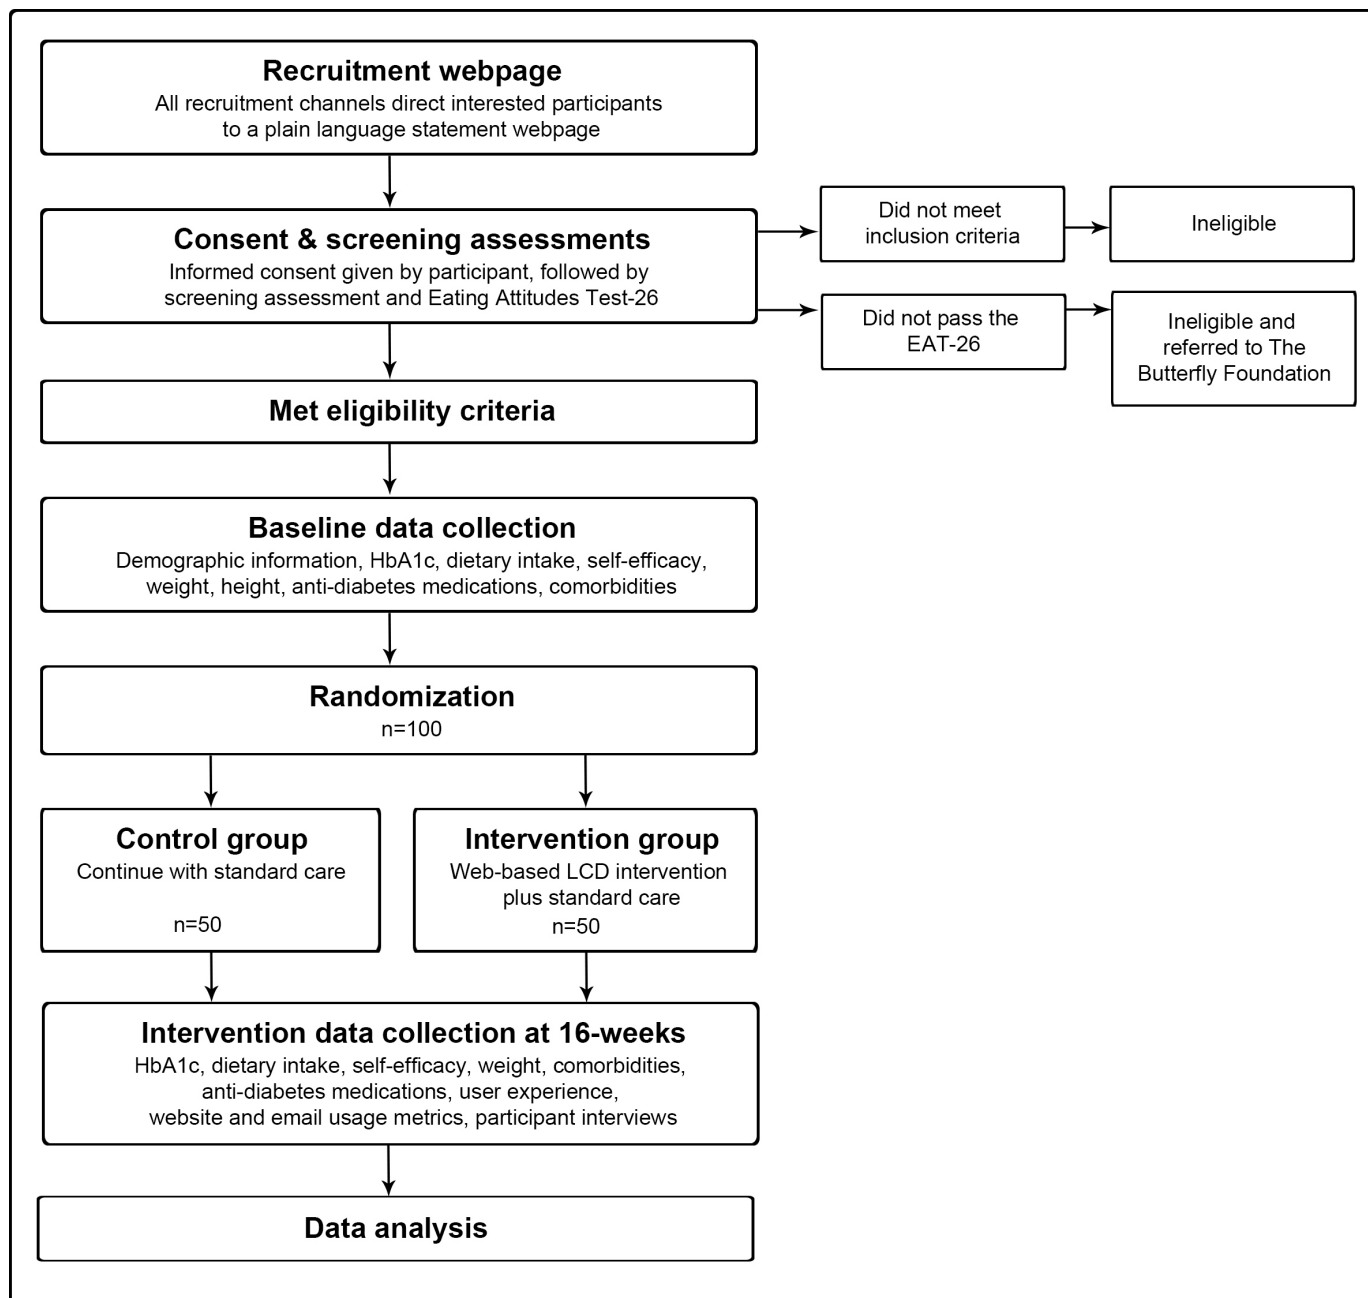 Recruitment webpage
All recruitment channels direct interested participants
to a plain language statement webpage
Consent & screening assessments
Informed consent given by participant, followed by
screening assessment and Eating Attitudes Test-26
Did not meet
inclusion criteria
Ineligible
Did not pass the
EAT-26
Ineligible and
referred to The
Butterfly Foundation
Met eligibility criteria
Baseline data collection
Demographic information, HbA1c, dietary intake, self-efficacy,
weight, height, anti-diabetes medications, comorbidities
Randomization
n=100
Control group
Continue with standard care
n=50
Intervention group
Web-based LCD intervention
plus standard care
n=50
Intervention data collection at 16-weeks
HbA1c, dietary intake, self-efficacy, weight, comorbidities,
anti-diabetes medications, user experience,
website and email usage metrics, participant interviews
Data analysis